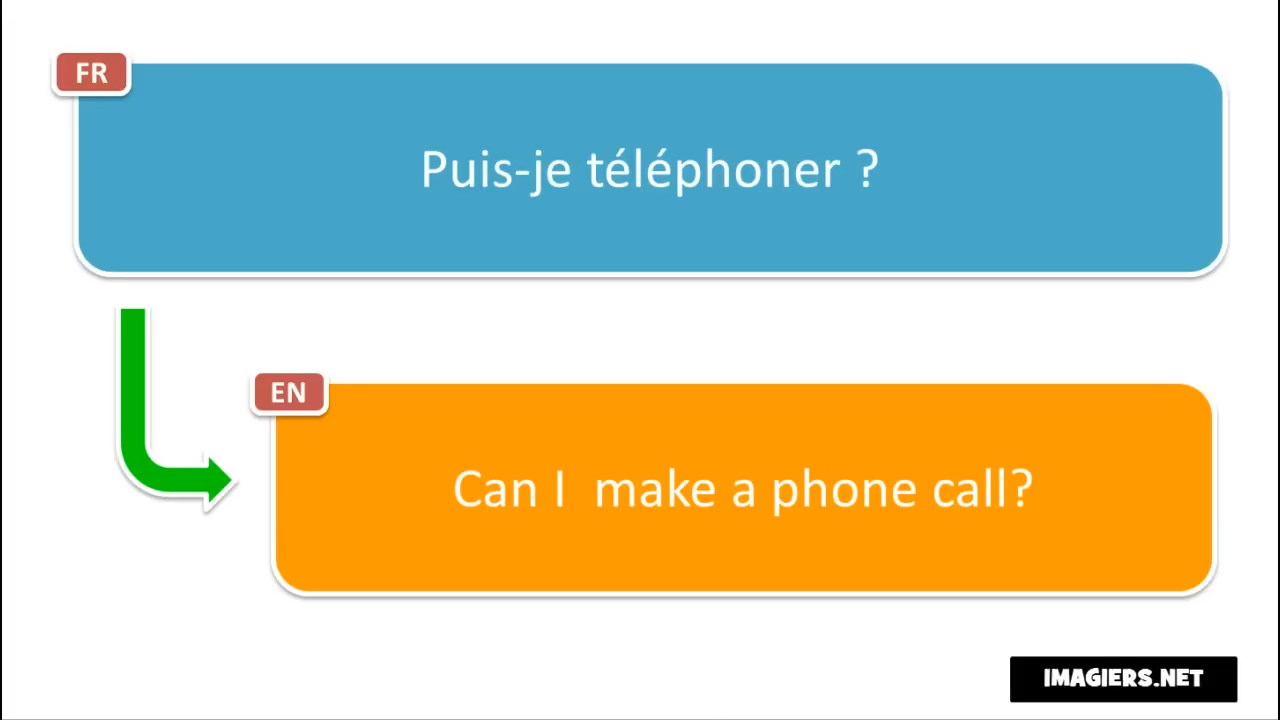 FR
Puis-je téléphoner ?
EN
Can I  make a phone call?
IMAGIERS.NET